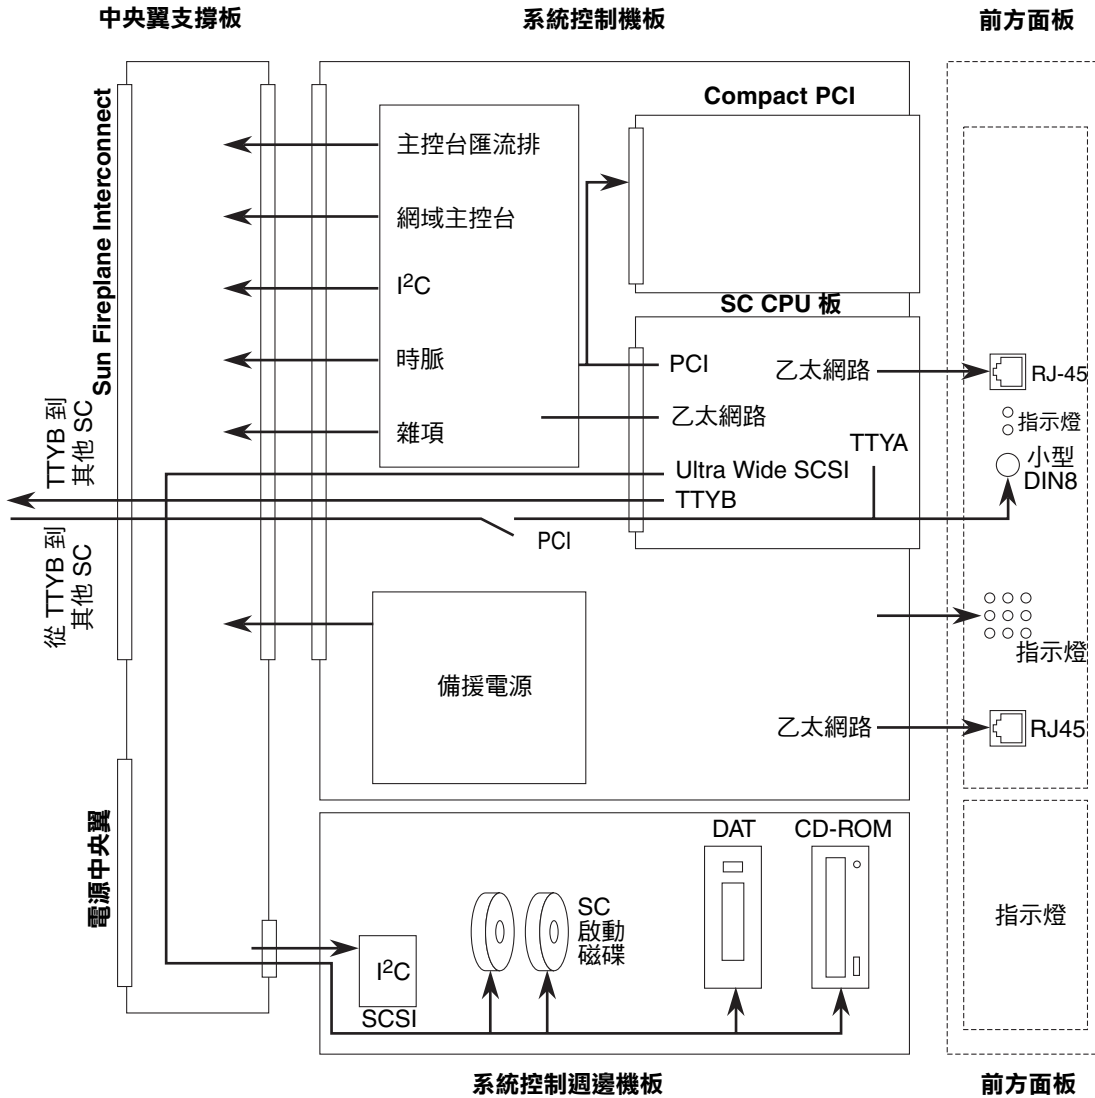 中央翼支撐板
系統控制機板
前方面板
Sun Fireplane Interconnect
Compact PCI
主控台匯流排
網域主控台
I²C
時脈
雜項
SC CPU 板
PCI
乙太網路
RJ-45
乙太網路
指示燈
TTYA
小型
DIN8
Ultra Wide SCSI
TTYB
TTYB 到
其他 SC
PCI
從 TTYB 到
其他 SC
指示燈
備援電源
乙太網路
RJ45
電源中央翼
DAT
CD-ROM
SC
啟動
磁碟
指示燈
I²C
SCSI
系統控制週邊機板
前方面板